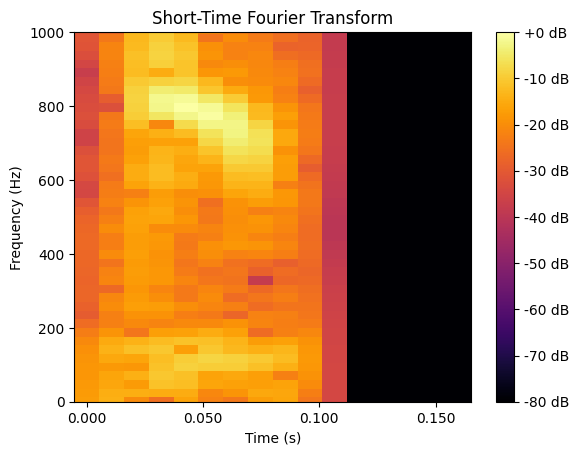 Short-Time Fourier Transform
Frequency (Hz)
1000
800
600
400
200
0
0.000
0.050
0.100
0.150
Time (s)
+0 dB
-10 dB
-20 dB
-30 dB
-40 dB
-50 dB
-60 dB
-70 dB
-80 dB